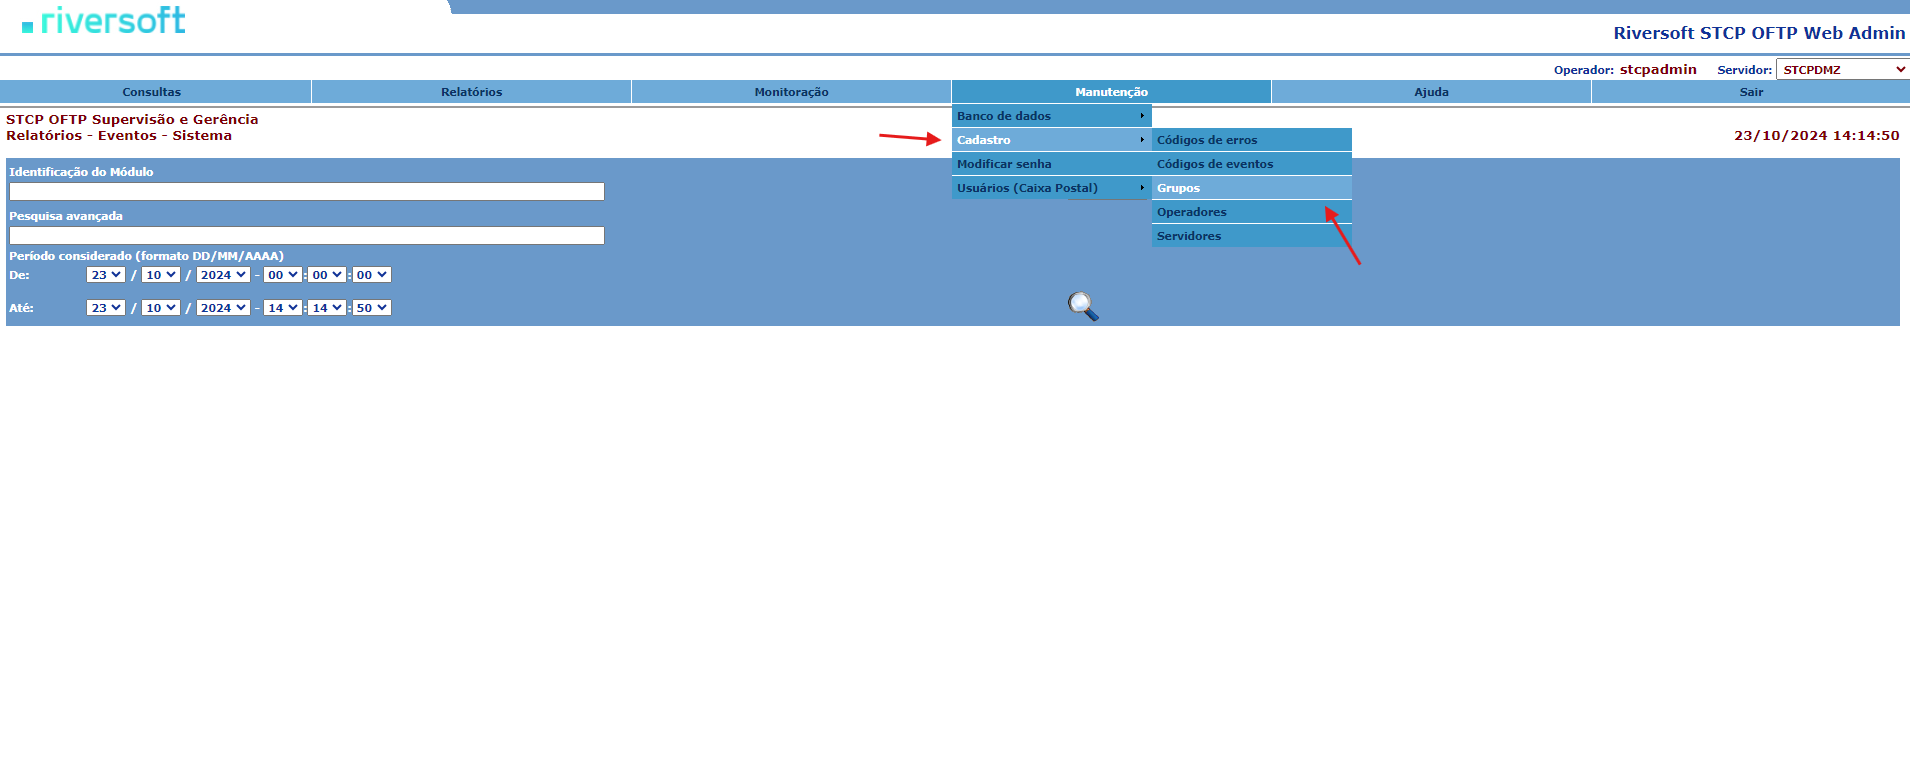 riversoft
Riversoft STCP OFTP Web Admin
Operador: stcpadmin Servidor: STCPDMZ
Consultas Relatórios Monitoração Manutenção Ajuda Sair
STCP OFTP Supervisão e Gerência
Relatórios - Eventos - Sistema
23/10/2024 14:14:50
Banco de dados
Cadastro
Modificar senha
Usuários (Caixa Postal)
Códigos de erros
Códigos de eventos
Grupos
Operadores
Servidores
Identificação do Módulo
Pesquisa avançada
Período considerado (formato DD/MM/AAAA)
De: 23 / 10 / 2024 - 00 : 00 : 00
Até: 23 / 10 / 2024 - 14 : 14 : 50